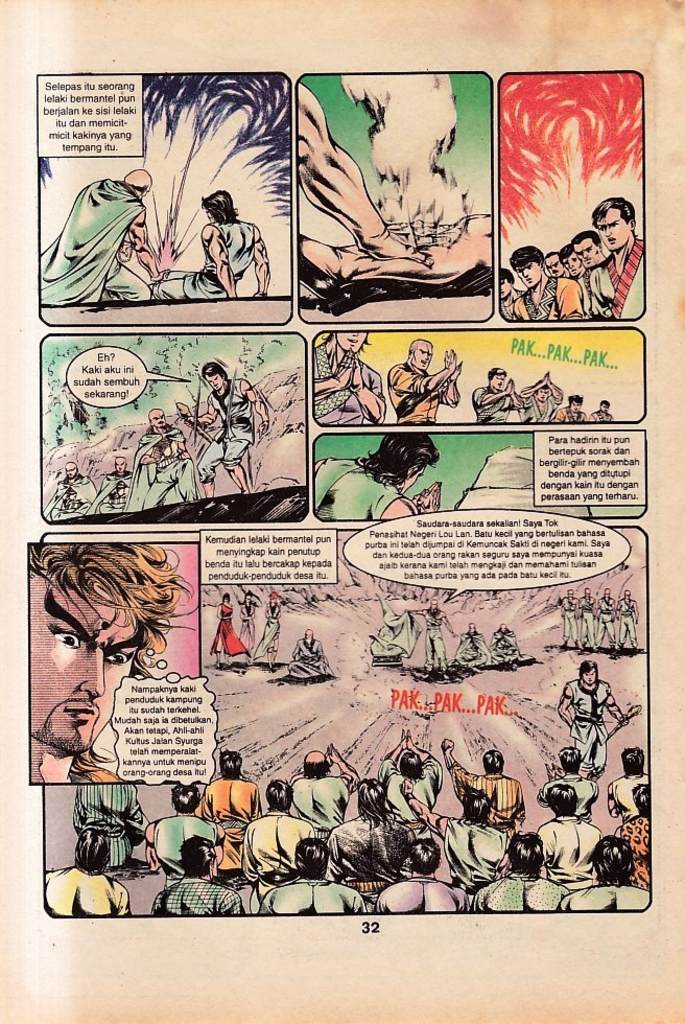 Selepas itu seorang
lelaki bermantel pun
berjalan ke sisi lelaki
itu dan memicit-
micit kakinya yang
tempang itu.
Eh?
Kaki aku ini
sudah sembuh
sekarang!
PAK...PAK...PAK...
Para hadirin itu pun
bertepuk sorak dan
bergilir-gilir menyembah
benda yang ditutypi
dengan kain itu dengan
perasaan yang terharu.
Kemudian lelaki bermantel pun
menyingkap kain penutup
benda itu lalu bercakap kepada
penduduk-penduduk desa itu.
Saudara-saudara sekalian! Saya Tok
Penasihat Negeri Lou Lan. Batu kecil yang bertulisan bahasa
purba ini telah dijumpai di Kemuncak Sakti di negeri kami. Saya
dan kedua-dua orang rakan seguru saya mempunyai kuasa
ajaib kerana kami telah mengkaji dan memahami tulisan
bahasa purba yang ada pada batu kecil itu.
Nampaknya kaki
penduduk kampung
itu sudah terkehel.
Mudah saja ia dibetulkan,
Akan tetapi, Ahli-ahli
Kultus Jalan Syurga
telah memperalat-
kannya untuk menipu
orang-orang desa itu!
PAK...PAK...PAK...
32